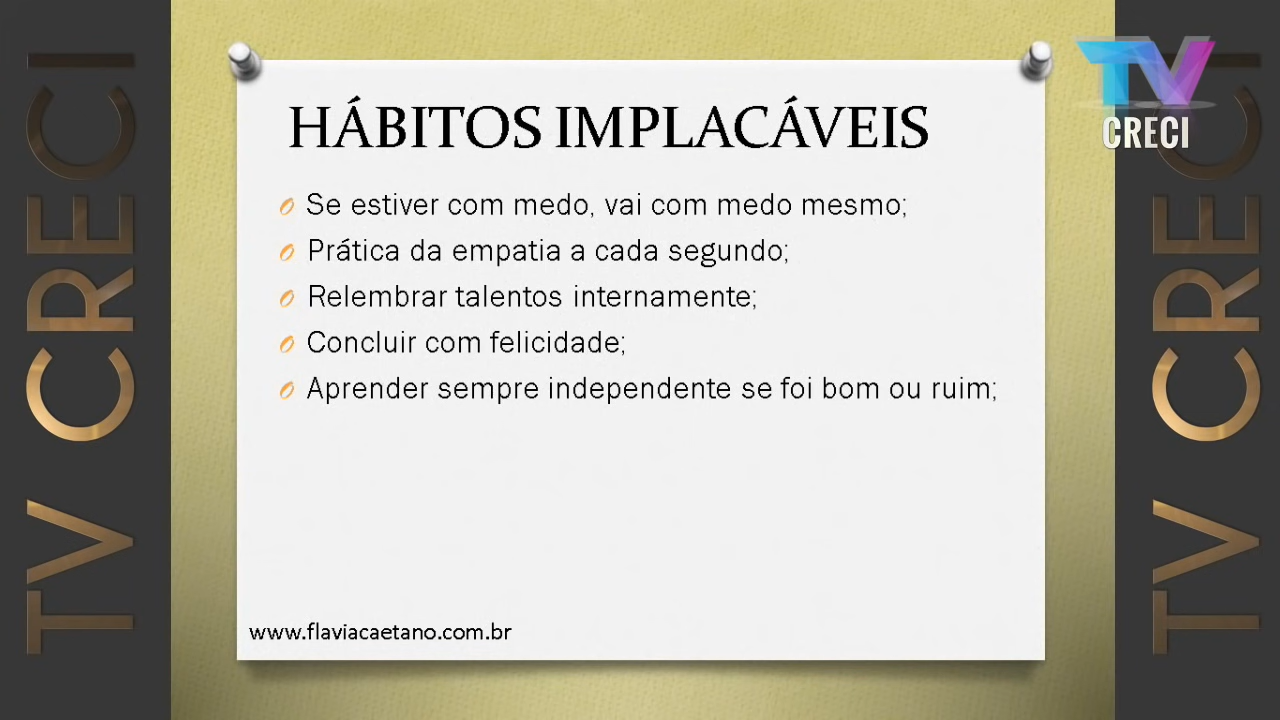 HÁBITOS IMPLACÁVEIS
Se estiver com medo, vai com medo mesmo;
Prática da empatia a cada segundo;
Relembrar talentos internamente;
Concluir com felicidade;
Aprender sempre independente se foi bom ou ruim;
www.flaviacaetano.com.br
TV
CRECI
TV CRECI
TV CRECI